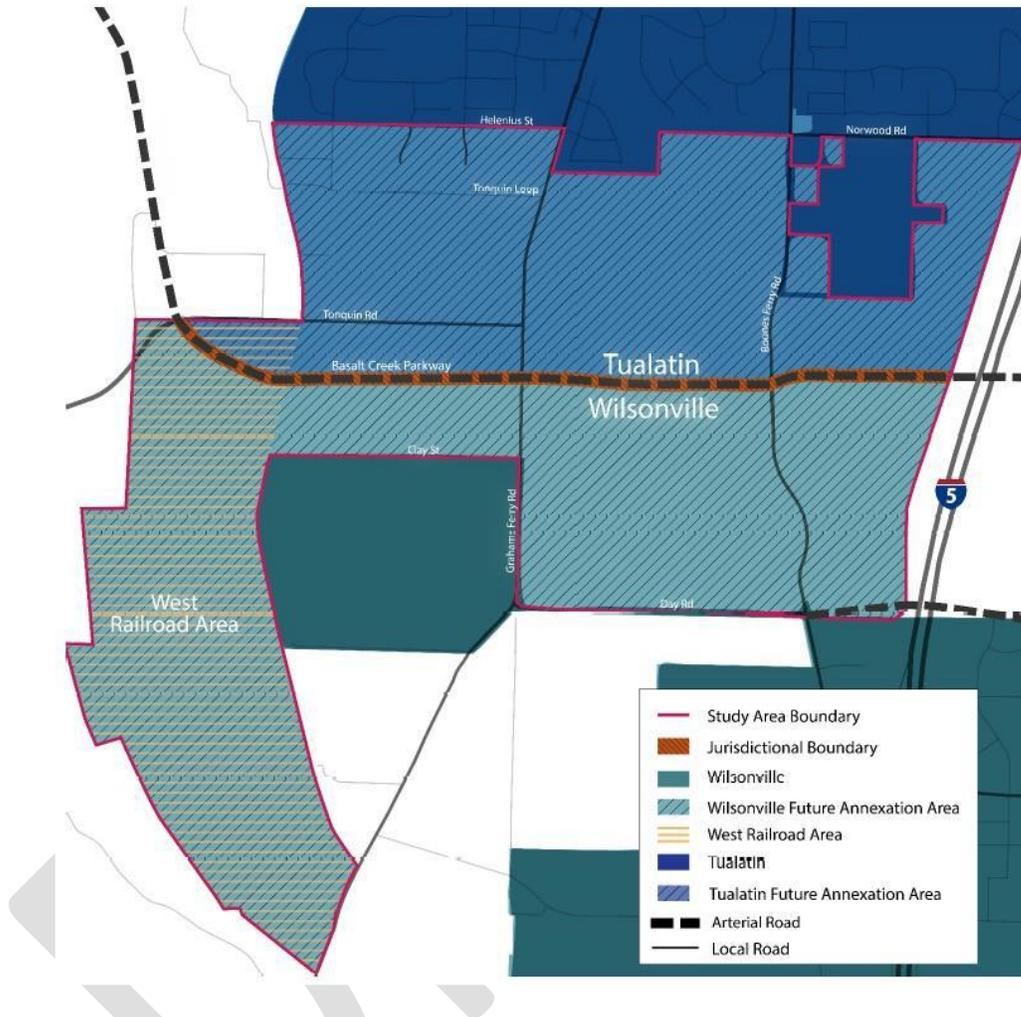 Helenius St
Norwood Rd
Tonquin Loop
Boones Ferry Rd
Tonquin Rd
Basalt Creek Parkway
Tualatin
Wilsonville
Clay St
5
Grahams Ferry Rd
West
Railroad Area
Day Rd
Study Area Boundary
Jurisdictional Boundary
Wilsonville
Wilsonville Future Annexation Area
West Railroad Area
Tualatin
Tualatin Future Annexation Area
Arterial Road
Local Road